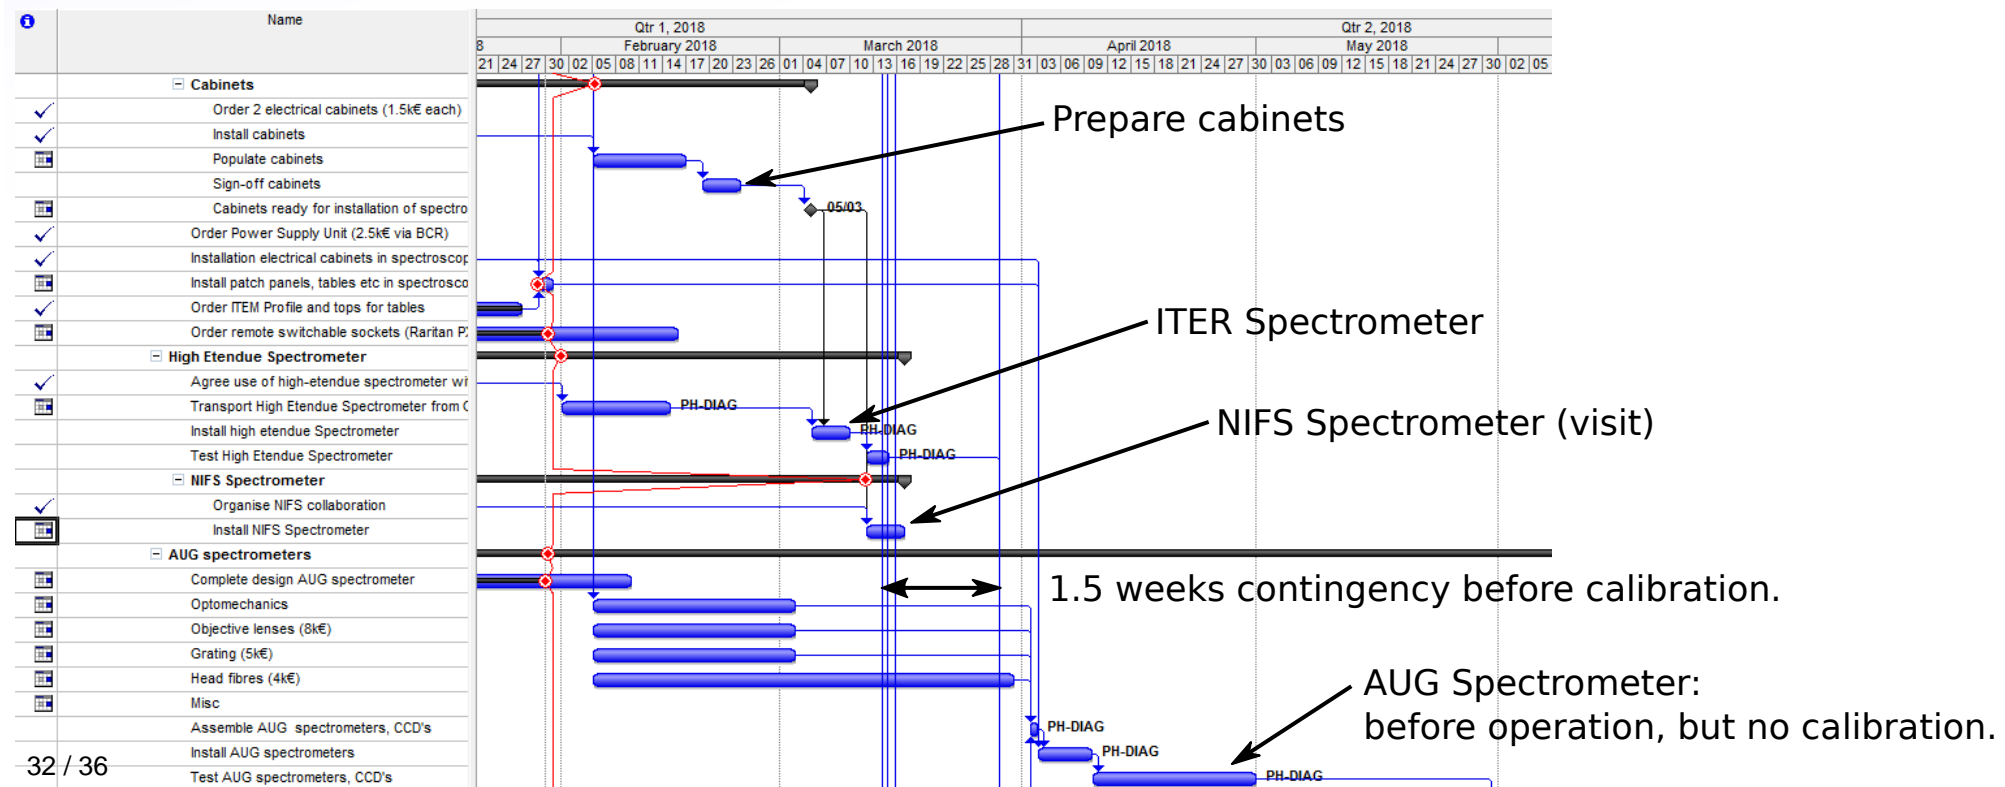 Name
Qtr 1, 2018 Qtr 2, 2018
8 February 2018 March 2018 April 2018 May 2018
21 24 27 30 02 05 08 11 14 17 20 23 26 01 04 07 10 13 16 19 22 25 28 31 03 06 09 12 15 18 21 24 27 30 03 06 09 12 15 18 21 24 27 30 02 05
Cabinets
Order 2 electrical cabinets (1.5k€ each)
Prepare cabinets
Install cabinets
Populate cabinets
Sign-off cabinets
Cabinets ready for installation of spectro
05/03
Order Power Supply Unit (2.5k€ via BCR)
Installation electrical cabinets in spectroscop
Install patch panels, tables etc in spectrosco
Order ITEM Profile and tops for tables
ITER Spectrometer
Order remote switchable sockets (Raritan P
High Etendue Spectrometer
Agree use of high-etendue spectrometer wi
Transport High Etendue Spectrometer from
PH-DIAG
NIFS Spectrometer (visit)
Install high etendue Spectrometer
PH-DIAG
Test High Etendue Spectrometer
PH-DIAG
NIFS Spectrometer
Organise NIFS collaboration
Install NIFS Spectrometer
AUG spectrometers
Complete design AUG spectrometer
1.5 weeks contingency before calibration.
Optomechanics
Objective lenses (8k€)
Grating (5k€)
Head fibres (4k€)
AUG Spectrometer:
before operation, but no calibration.
Misc
Assemble AUG spectrometers, CCD's
PH-DIAG
Install AUG spectrometers
PH-DIAG
32 / 36
Test AUG spectrometers, CCD's
PH-DIAG